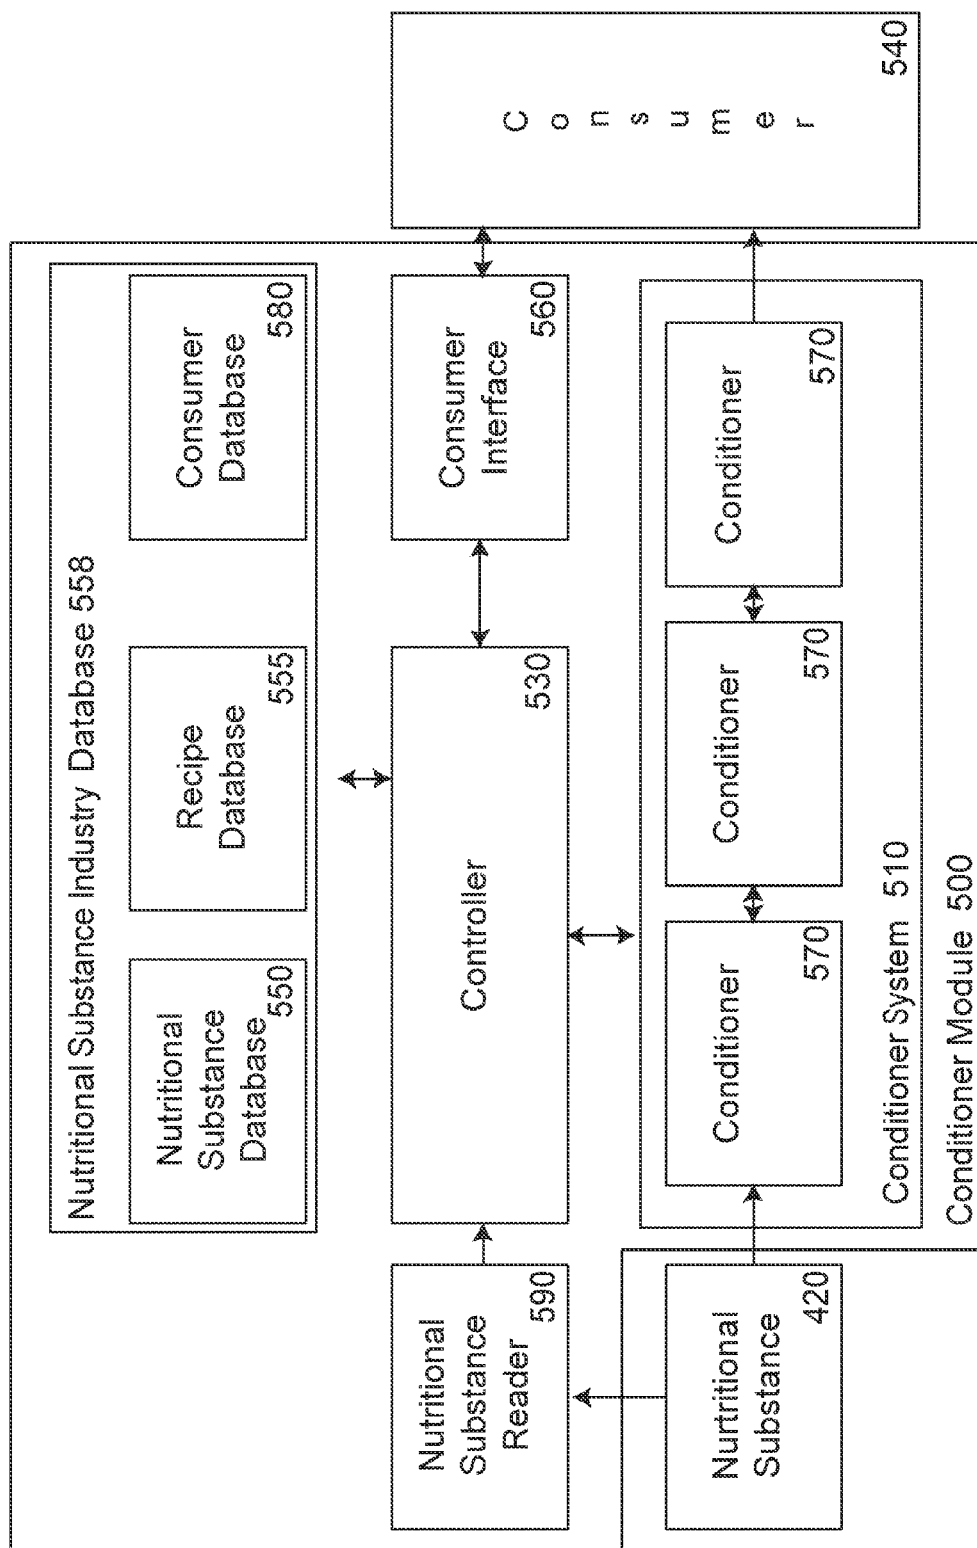 Nutritional Substance Industry Database 558
Nutritional
Substance
Database
550
Recipe
Database
555
Consumer
Database
580
Nutritional
Substance
Reader
590
Controller
530
Consumer
Interface
560
Consumer
540
Nurtritional
Substance
420
Conditioner
570
Conditioner
570
Conditioner
570
Conditioner System 510
Conditioner Module 500